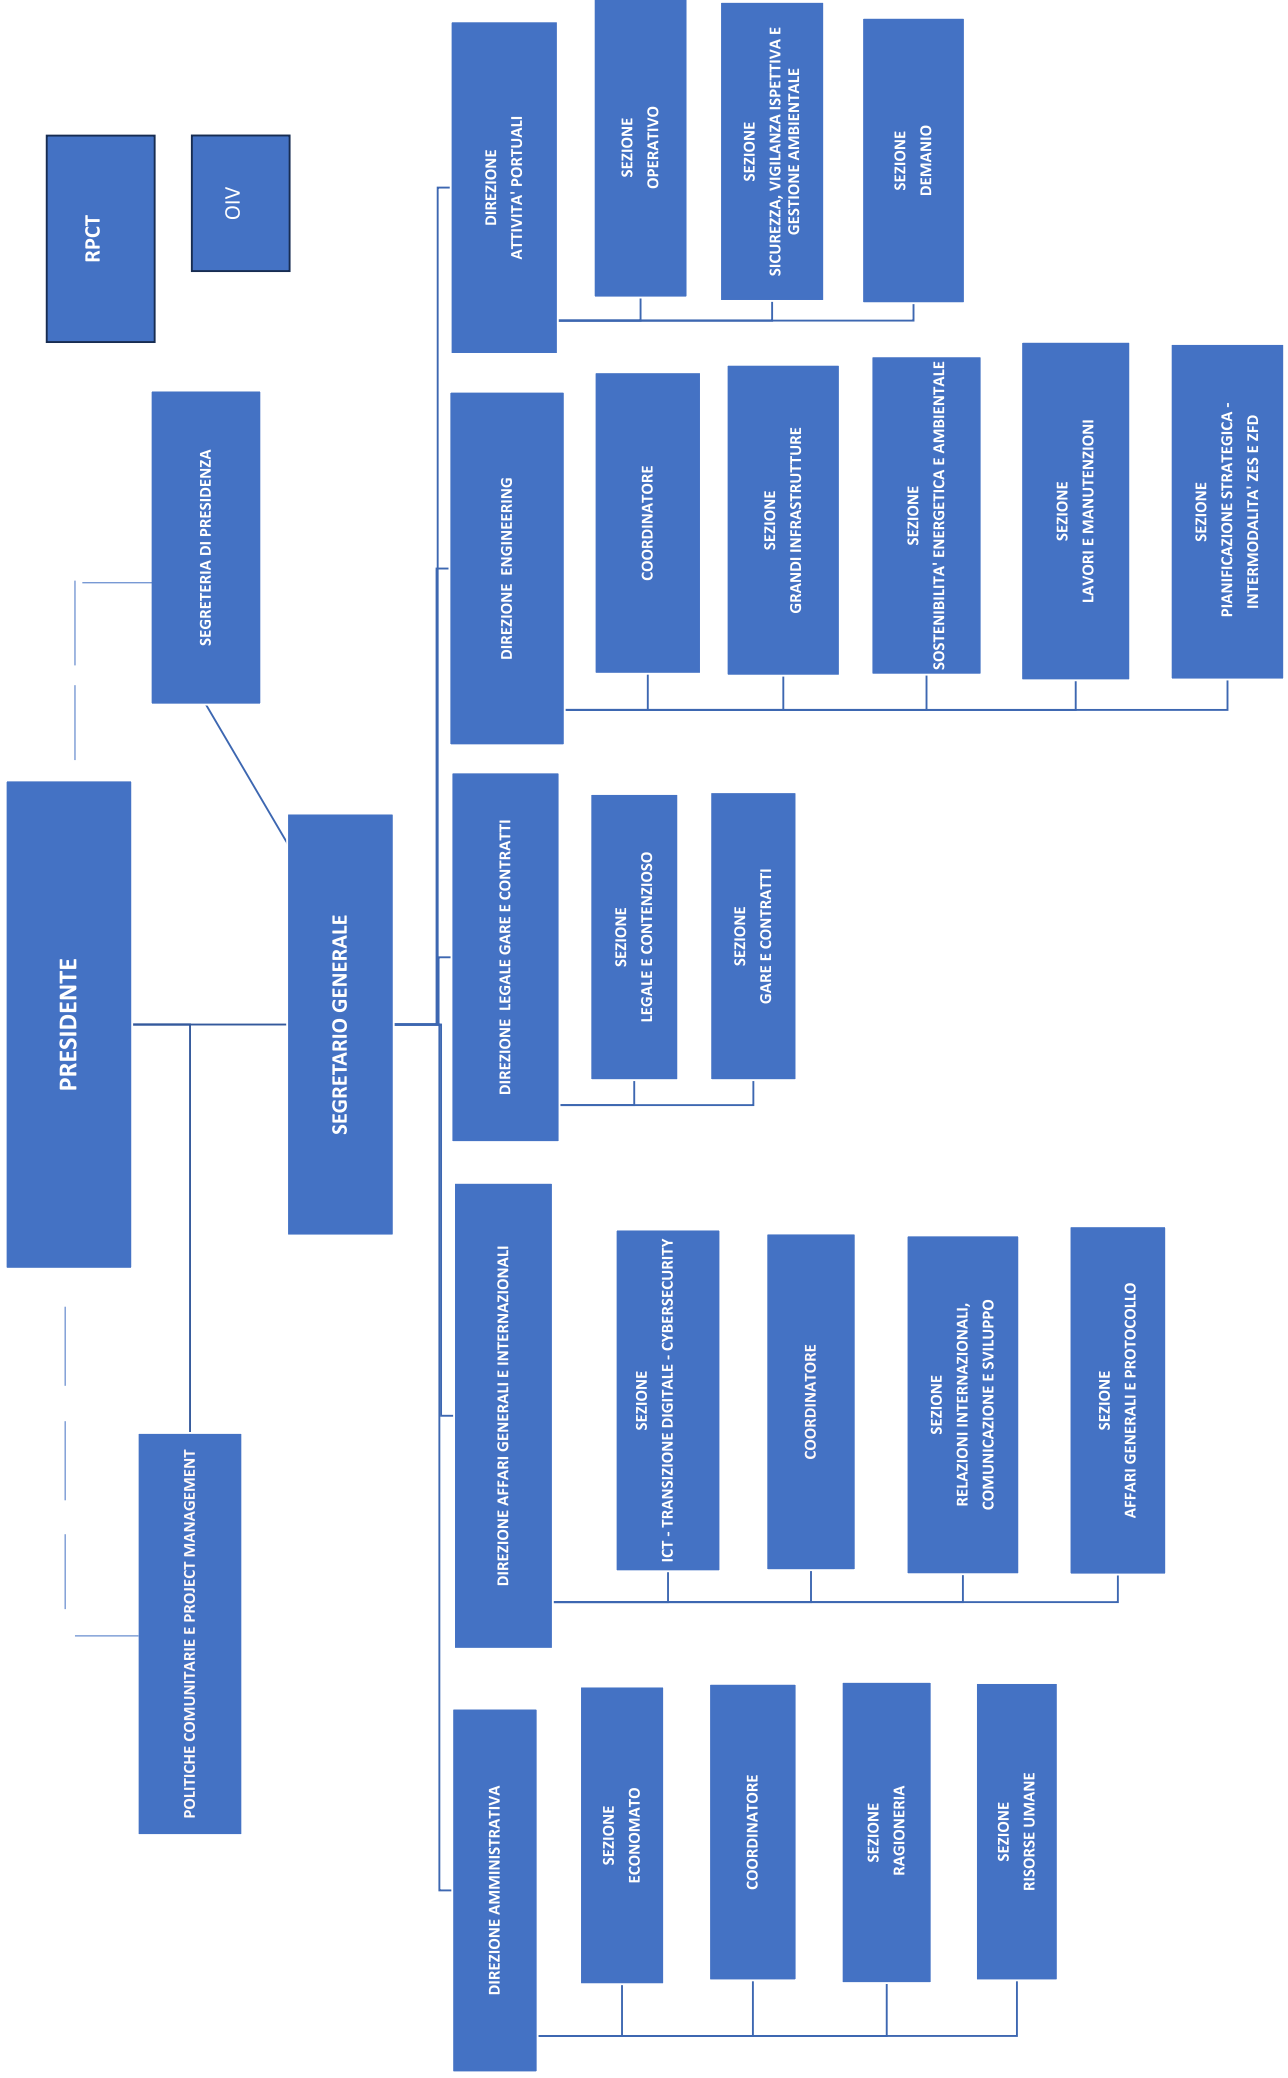 PRESIDENTE
RPCT
OIV
POLITICHE COMUNITARIE E PROJECT MANAGEMENT
SEGRETERIA DI PRESIDENZA
SEGRETARIO GENERALE
DIREZIONE AMMINISTRATIVA
SEZIONE
ECONOMATO
COORDINATORE
SEZIONE
RAGIONERIA
SEZIONE
RISORSE UMANE
DIREZIONE AFFARI GENERALI E INTERNAZIONALI
SEZIONE
ICT - TRANSIZIONE DIGITALE - CYBERSECURITY
COORDINATORE
SEZIONE
RELAZIONI INTERNAZIONALI,
COMUNICAZIONE E SVILUPPO
SEZIONE
AFFARI GENERALI E PROTOCOLLO
DIREZIONE LEGALE GARE E CONTRATTI
SEZIONE
LEGALE E CONTENZIOSO
SEZIONE
GARE E CONTRATTI
DIREZIONE ENGINEERING
COORDINATORE
SEZIONE
GRANDI INFRASTRUTTURE
SEZIONE
SOSTENIBILITA' ENERGETICA E AMBIENTALE
SEZIONE
LAVORI E MANUTENZIONI
SEZIONE
PIANIFICAZIONE STRATEGICA -
INTERMODALITA' ZES E ZFD
DIREZIONE
ATTIVITA' PORTUALI
SEZIONE
OPERATIVO
SEZIONE
SICUREZZA, VIGILANZA ISPETTIVA E
GESTIONE AMBIENTALE
SEZIONE
DEMANIO